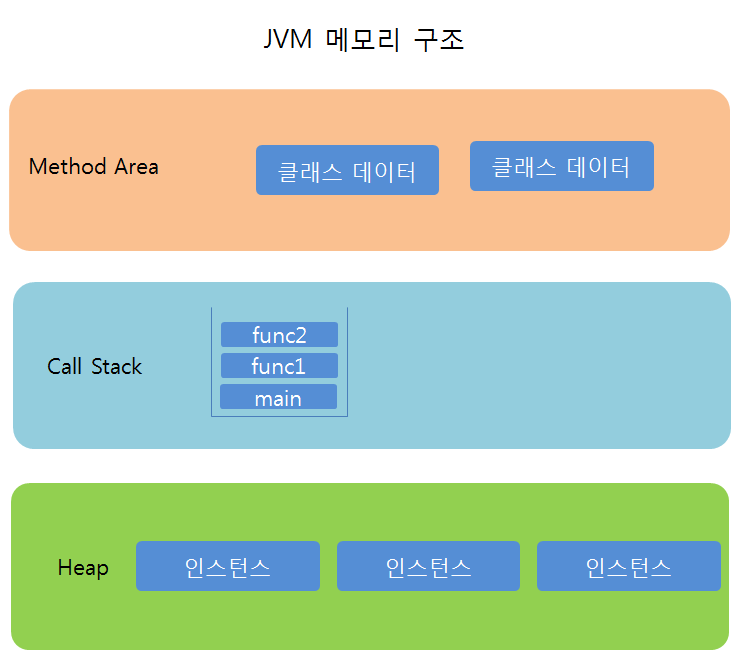 JVM 메모리 구조
Method Area
클래스 데이터
클래스 데이터
Call Stack
func2
func1
main
Heap
인스턴스
인스턴스
인스턴스